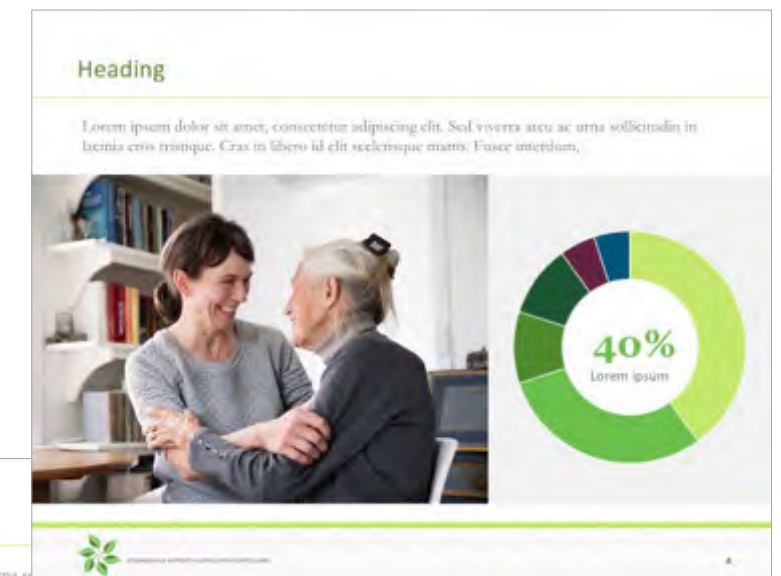 Heading
Lorem ipsum dolor sit amet, consectetur adipiscing elit. Sed viverra arcu ac urna sollicitudin in
lacinia eros tristique. Cras in libero id elit scelerisque mattis. Fusce interdum,
40%
Lorem ipsum